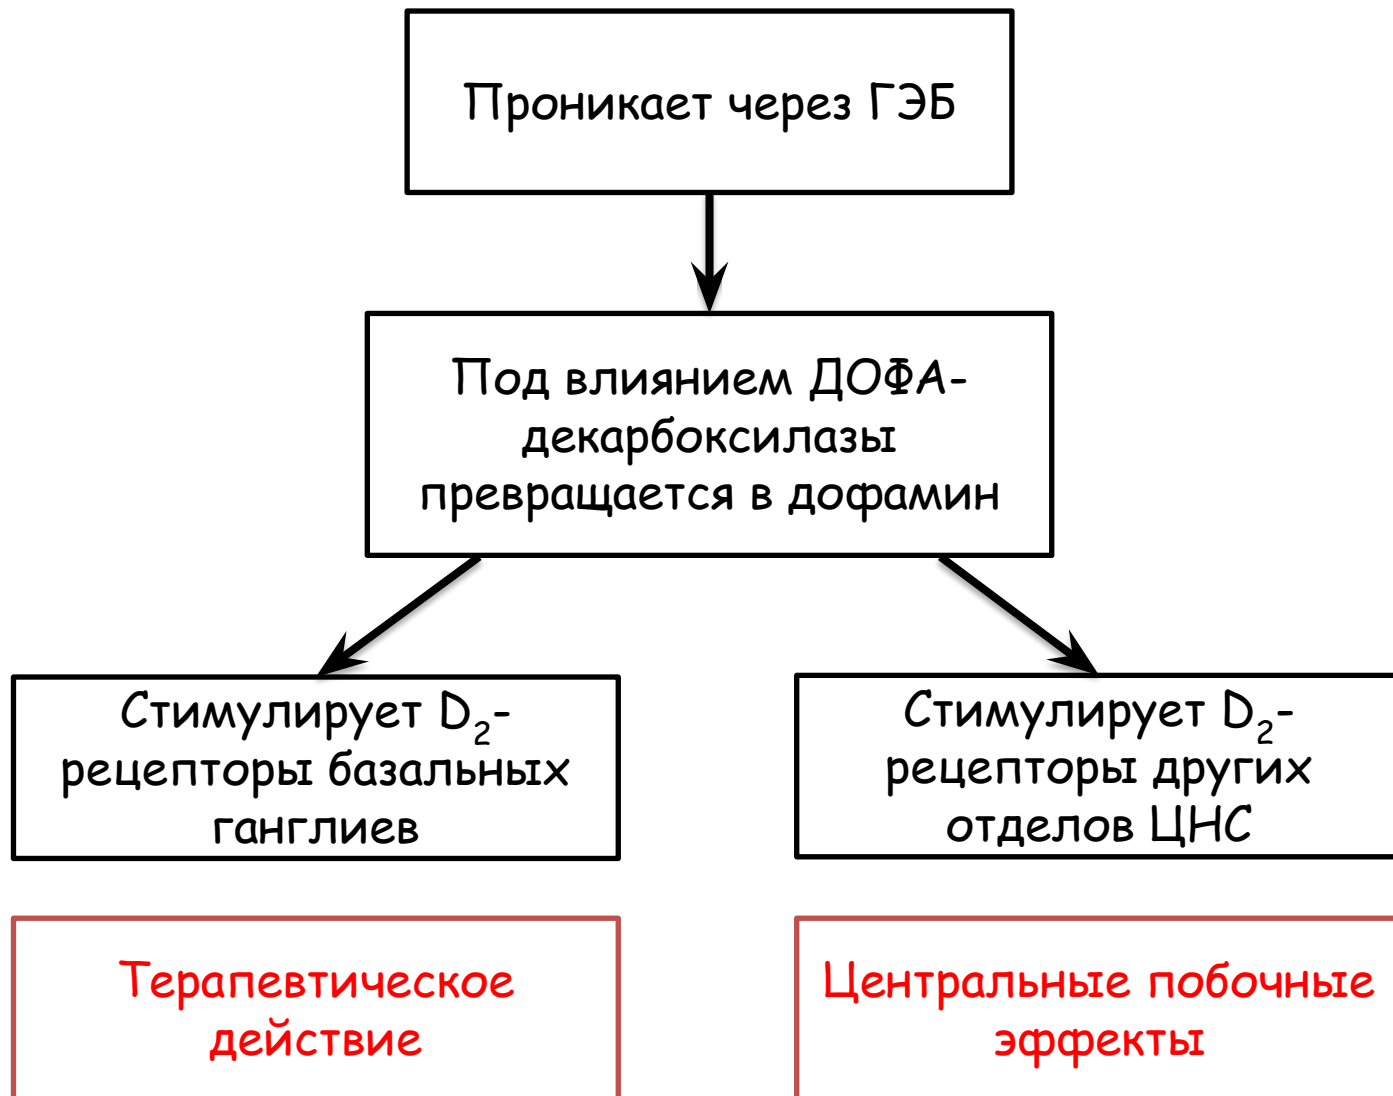 Проникает через ГЭБ
Под влиянием ДОФА-
декарбоксилазы
превращается в дофамин
Стимулирует D₂-
рецепторы базальных
ганглиев
Стимулирует D₂-
рецепторы других
отделов ЦНС
Терапевтическое
действие
Центральные побочные
эффекты